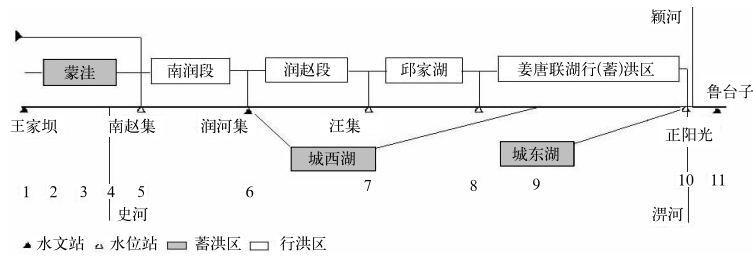 颖河
蒙洼 南润段 润赵段 邱家湖 姜唐联湖行(蓄)洪区
鲁台子
王家坝 南赵集 润河集 汪集 正阳光
城西湖 城东湖
1 2 3 4 5 6 7 8 9 10 11
史河 淠河
水文站 水位站 蓄洪区 行洪区